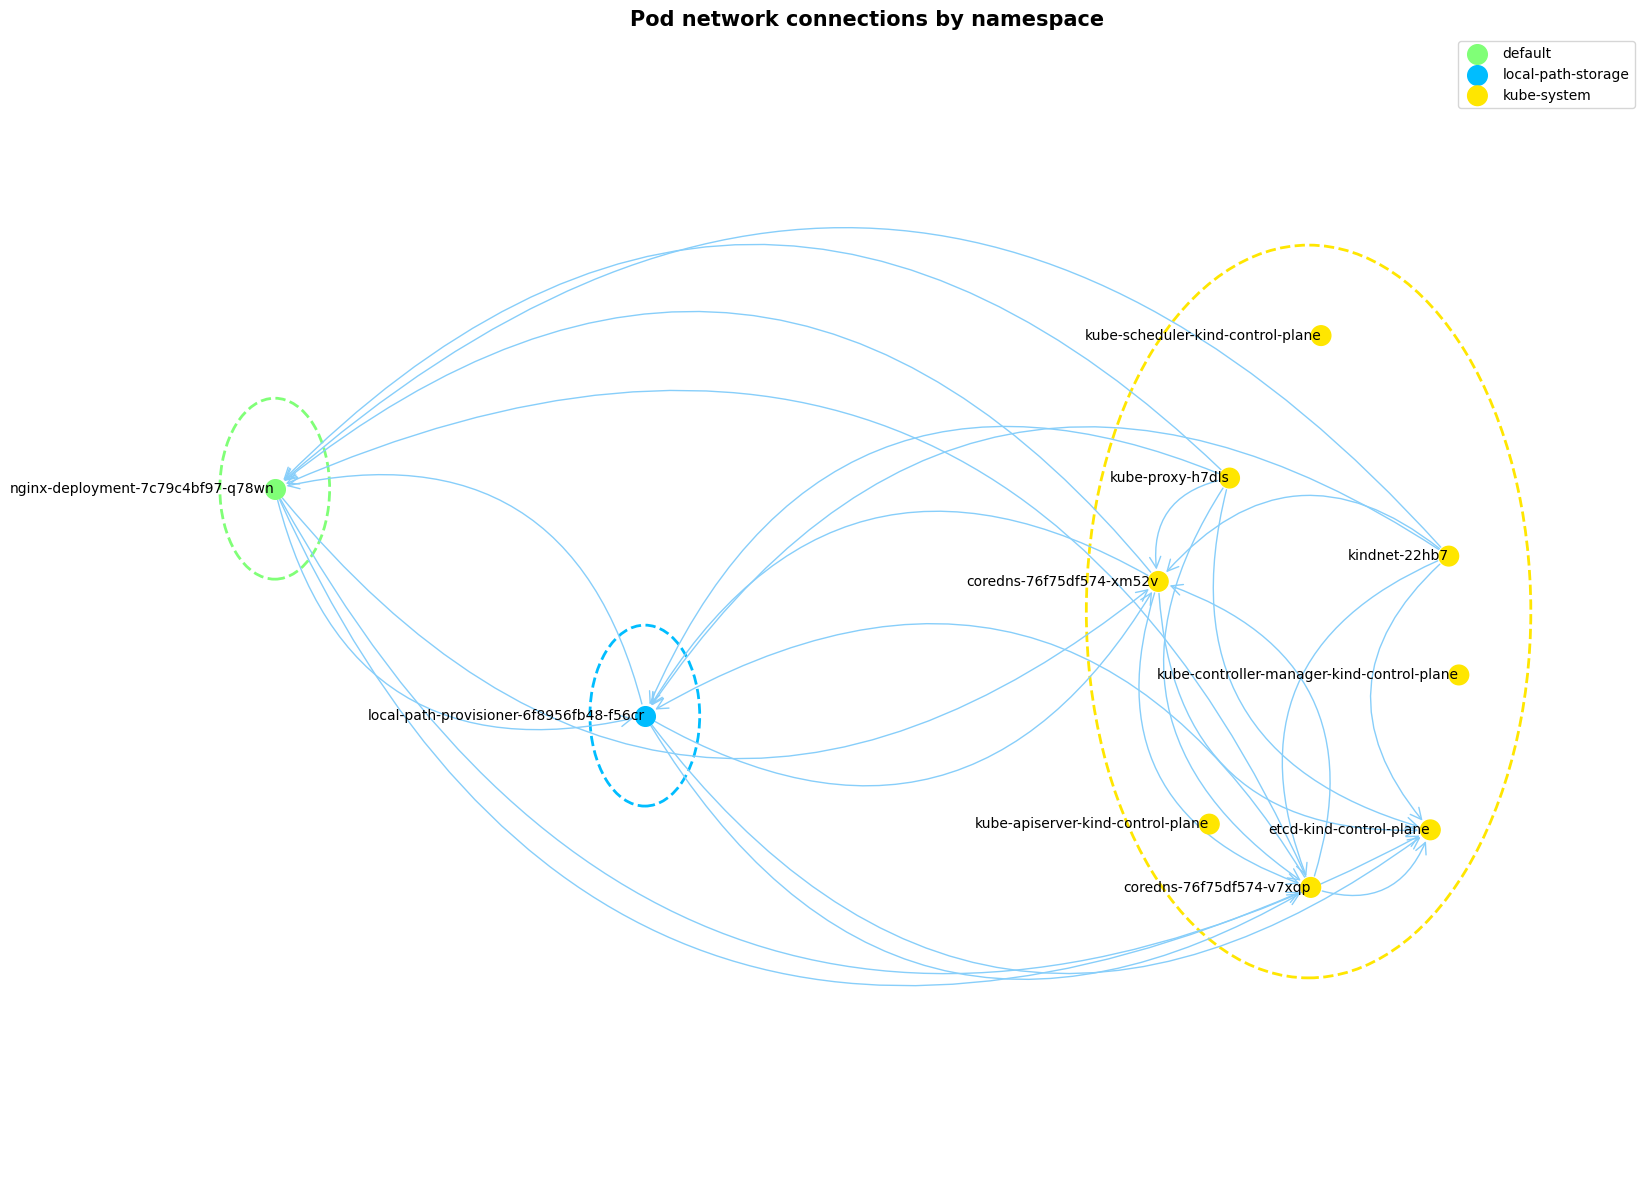 Pod network connections by namespace
default
local-path-storage
kube-system
kube-scheduler-kind-control-plane
kube-proxy-h7dls
nginx-deployment-7c79c4bf97-q78wn
kindnet-22hb7
coredns-76f75df574-xm52v
kube-controller-manager-kind-control-plane
local-path-provisioner-6f8956fb48-f56cr
kube-apiserver-kind-control-plane
etcd-kind-control-plane
coredns-76f75df574-v7xqp